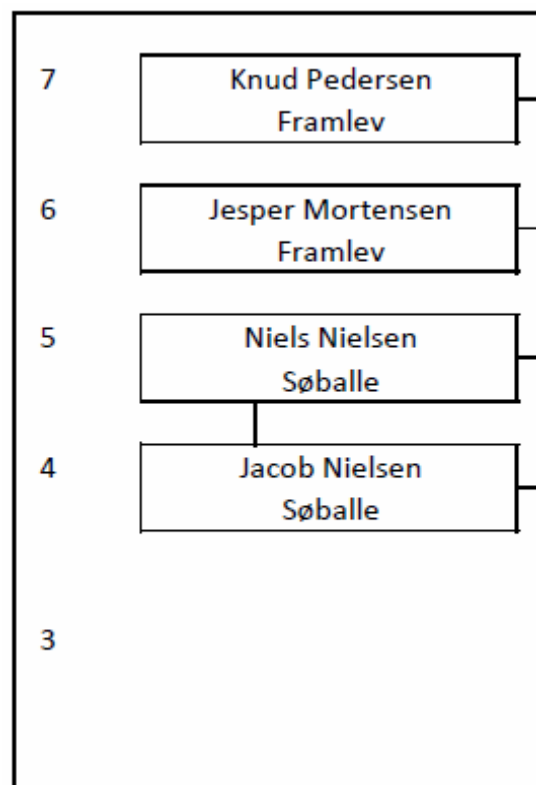 7
Knud Pedersen
Framlev
6
Jesper Mortensen
Framlev
5
Niels Nielsen
Søballe
4
Jacob Nielsen
Søballe
3